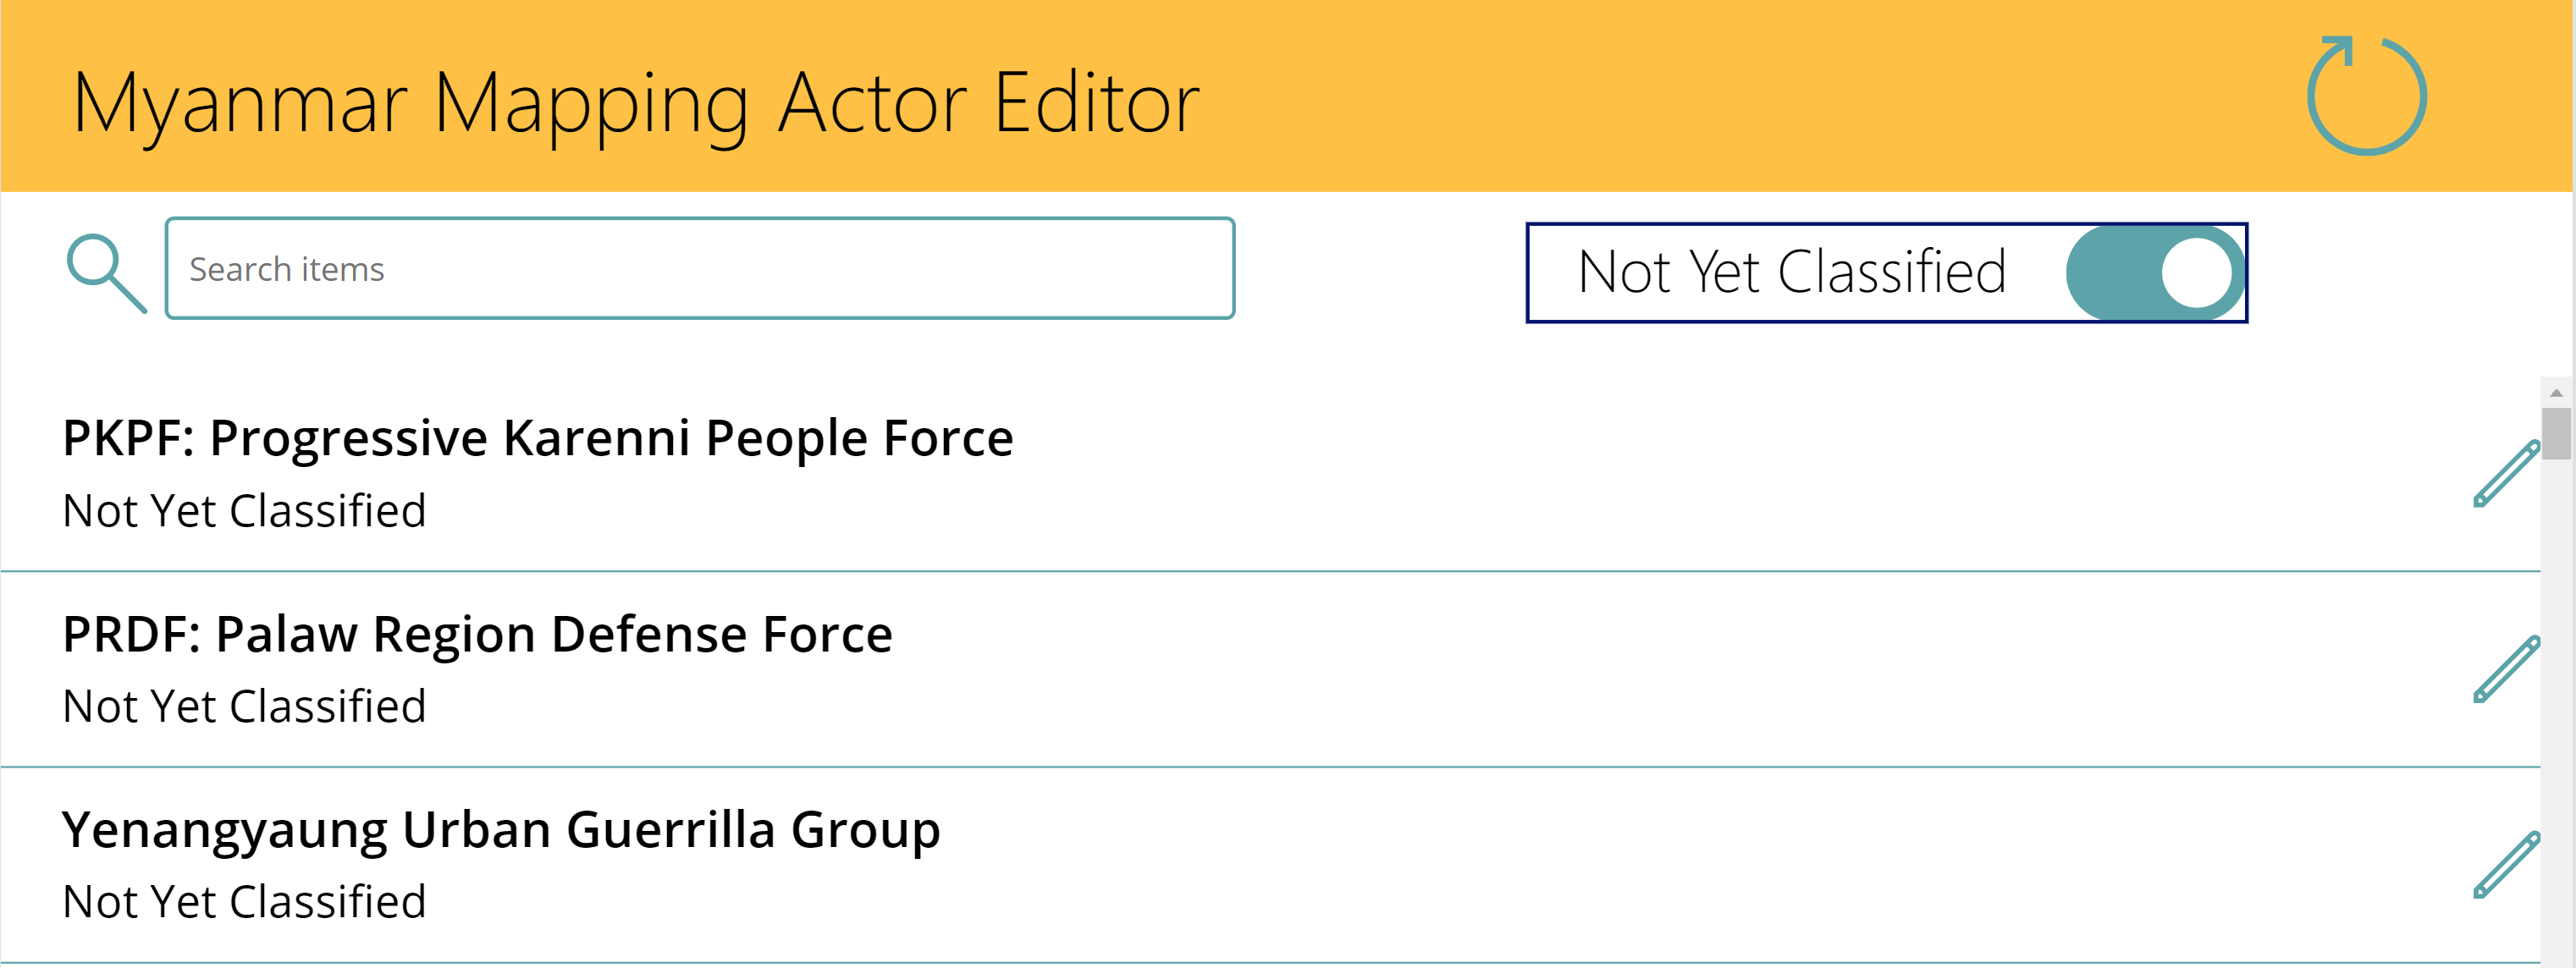 Myanmar Mapping Actor Editor
Search items
Not Yet Classified
PKPF: Progressive Karenni People Force
Not Yet Classified
PRDF: Palaw Region Defense Force
Not Yet Classified
Yenangyaung Urban Guerrilla Group
Not Yet Classified